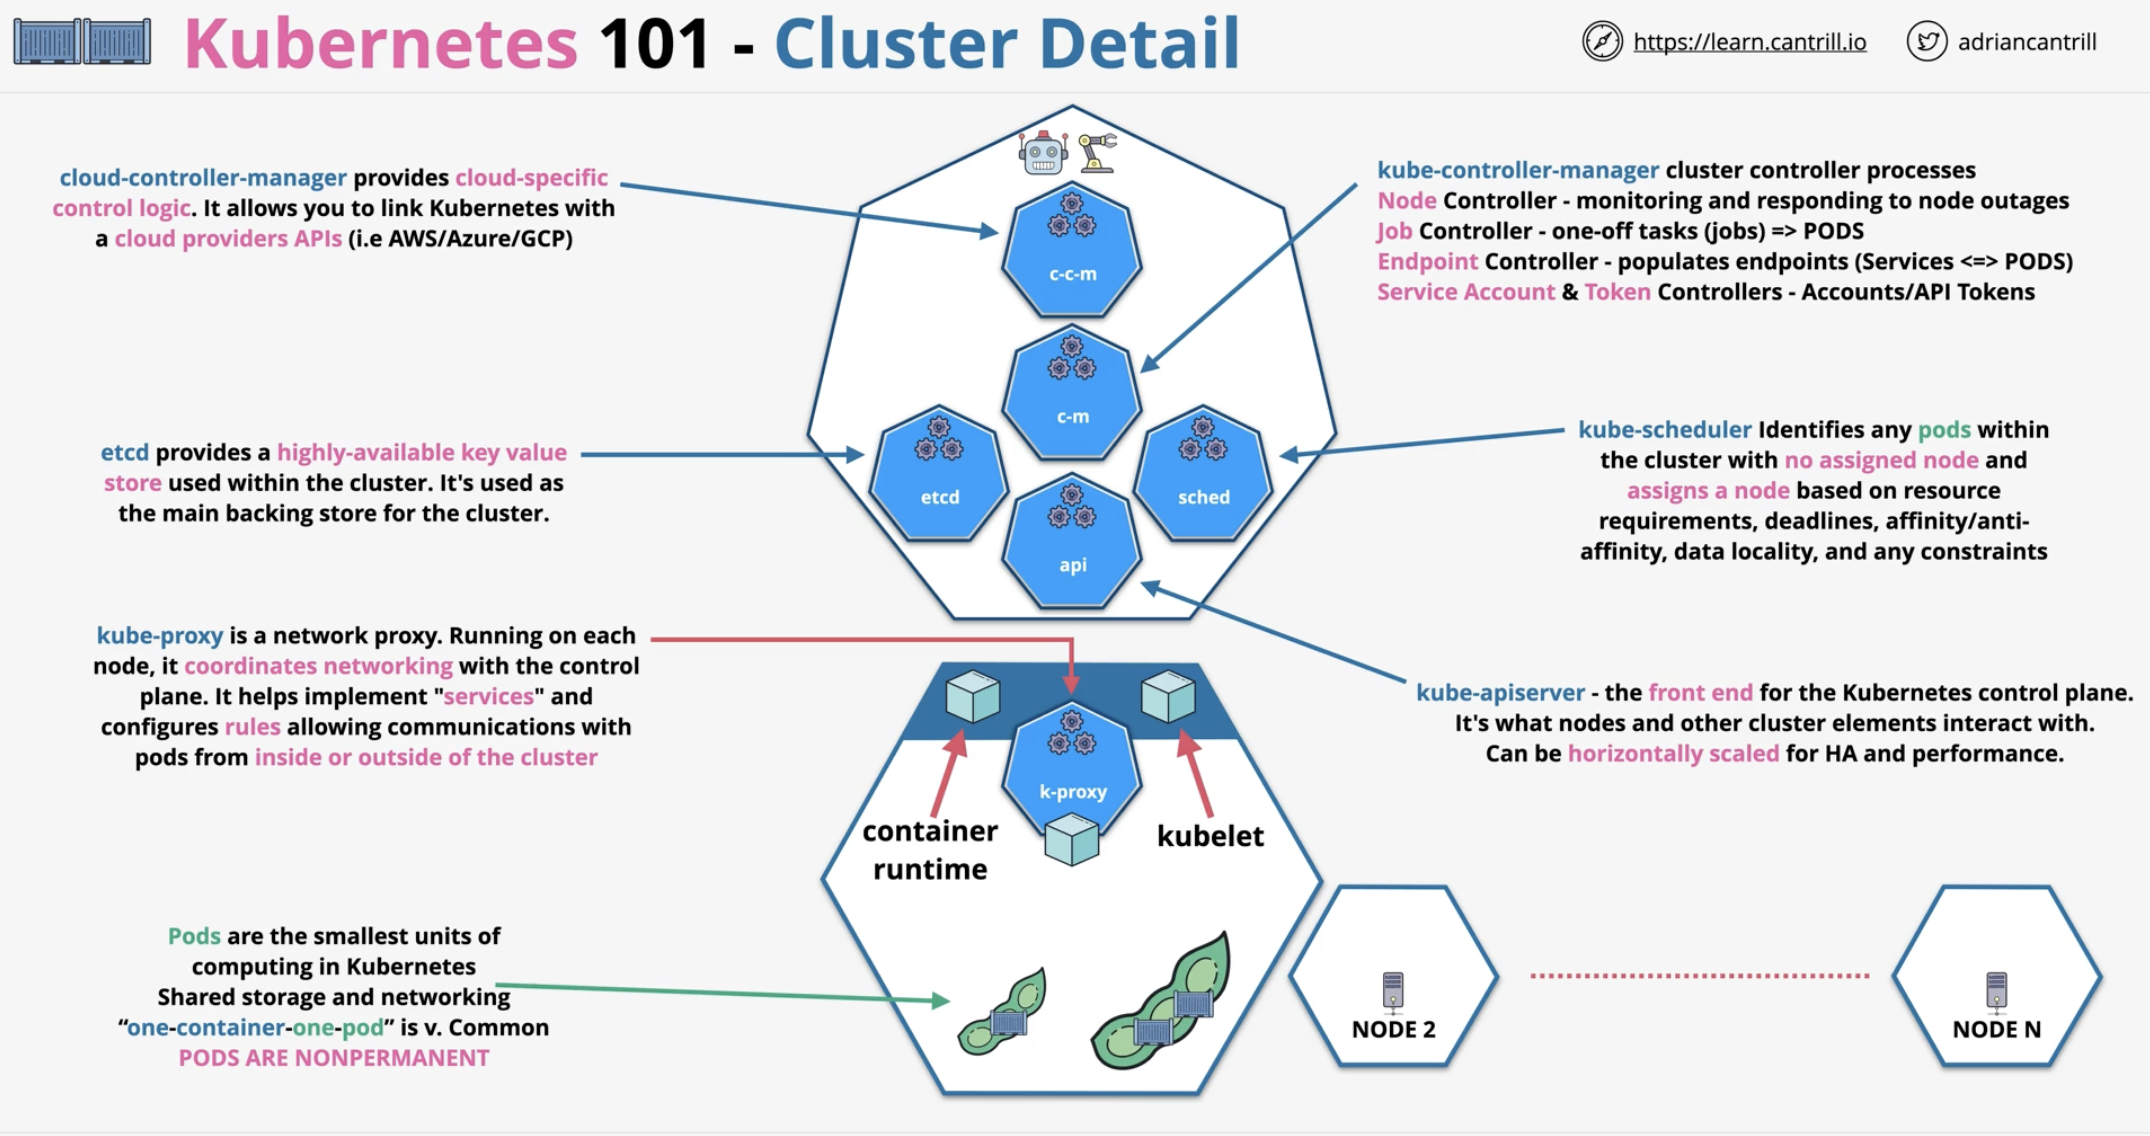 Kubernetes 101 - Cluster Detail
https://learn.cantrill.io
adriancantrill
cloud-controller-manager provides cloud-specific
control logic. It allows you to link Kubernetes with
a cloud providers APIs (i.e AWS/Azure/GCP)
kube-controller-manager cluster controller processes
Node Controller - monitoring and responding to node outages
Job Controller - one-off tasks (jobs) => PODS
Endpoint Controller - populates endpoints (Services <=> PODS)
Service Account & Token Controllers - Accounts/API Tokens
c-c-m
c-m
etcd provides a highly-available key value
store used within the cluster. It's used as
the main backing store for the cluster.
etcd
sched
api
kube-scheduler Identifies any pods within
the cluster with no assigned node and
assigns a node based on resource
requirements, deadlines, affinity/anti-
affinity, data locality, and any constraints
kube-proxy is a network proxy. Running on each
node, it coordinates networking with the control
plane. It helps implement "services" and
configures rules allowing communications with
pods from inside or outside of the cluster
kube-apiserver - the front end for the Kubernetes control plane.
It's what nodes and other cluster elements interact with.
Can be horizontally scaled for HA and performance.
k-proxy
container
runtime
kubelet
Pods are the smallest units of
computing in Kubernetes
Shared storage and networking
“one-container-one-pod” is v. Common
PODS ARE NONPERMANENT
NODE 2
NODE N